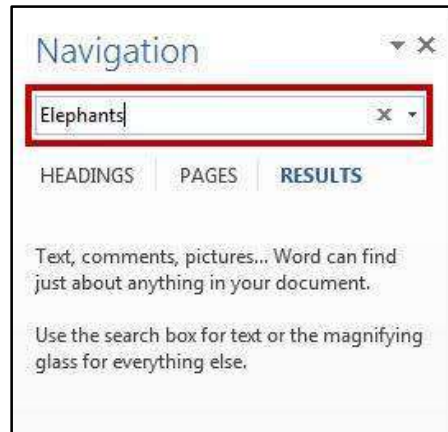 Navigation
Elephants
HEADINGS PAGES RESULTS
Text, comments, pictures... Word can find
just about anything in your document.
Use the search box for text or the magnifying
glass for everything else.